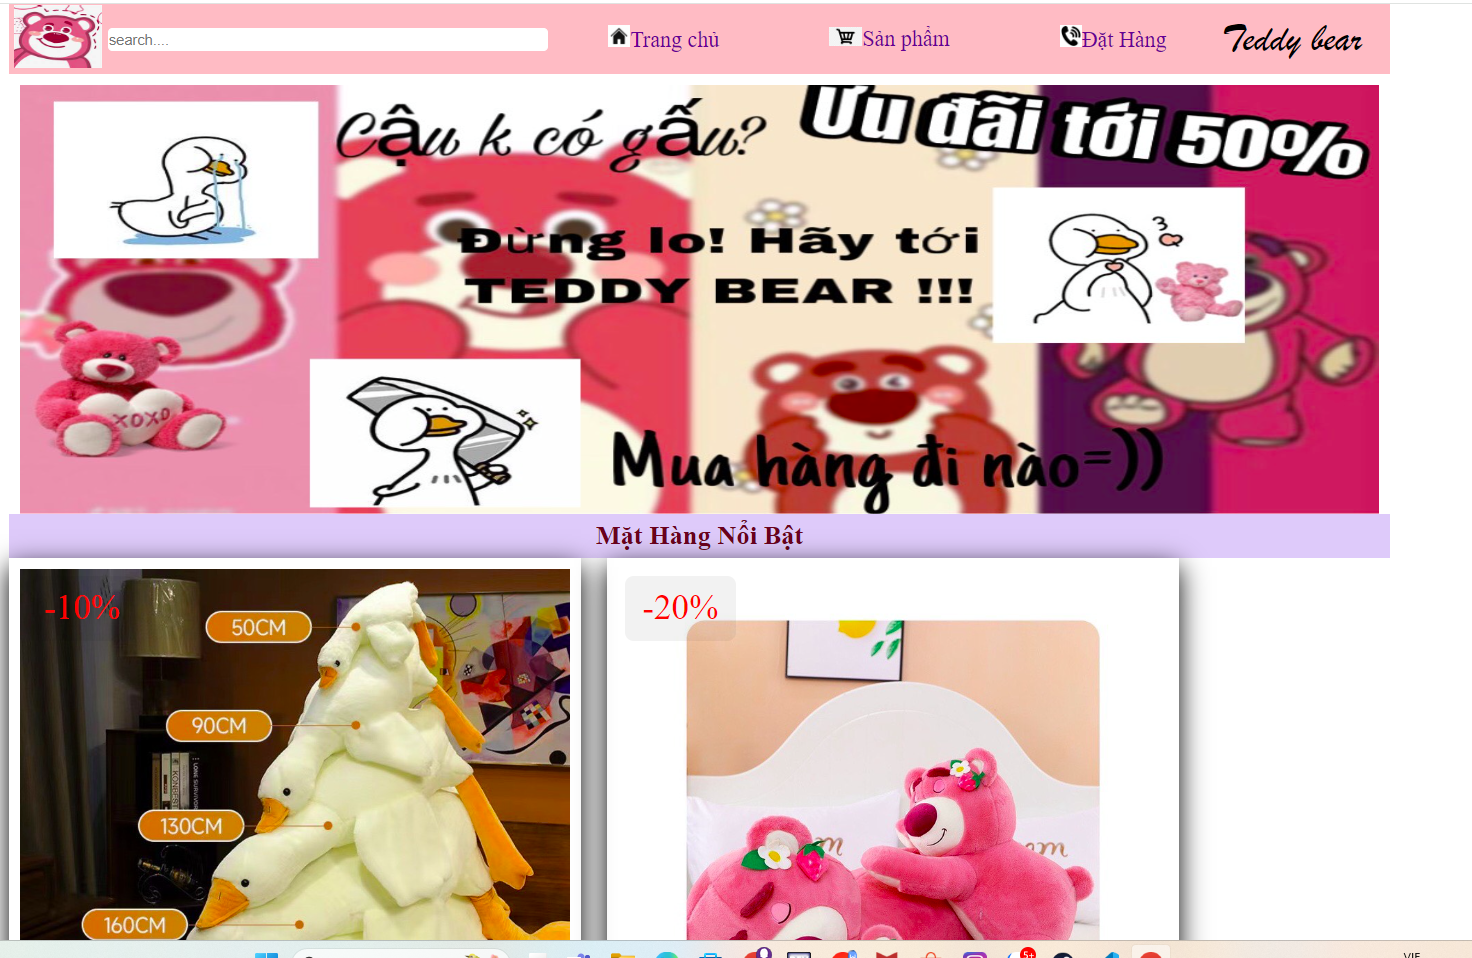 search....
Trang chủ
Sản phẩm
Đặt Hàng
Teddy bear
Cậu k có gấu?
Ưu đãi tới 50%
Đừng lo! Hãy tới
TEDDY BEAR !!!
XOXO
Mua hàng đi nào=))
Mặt Hàng Nổi Bật
-10%
50CM
90CM
130CM
160CM
-20%
5+